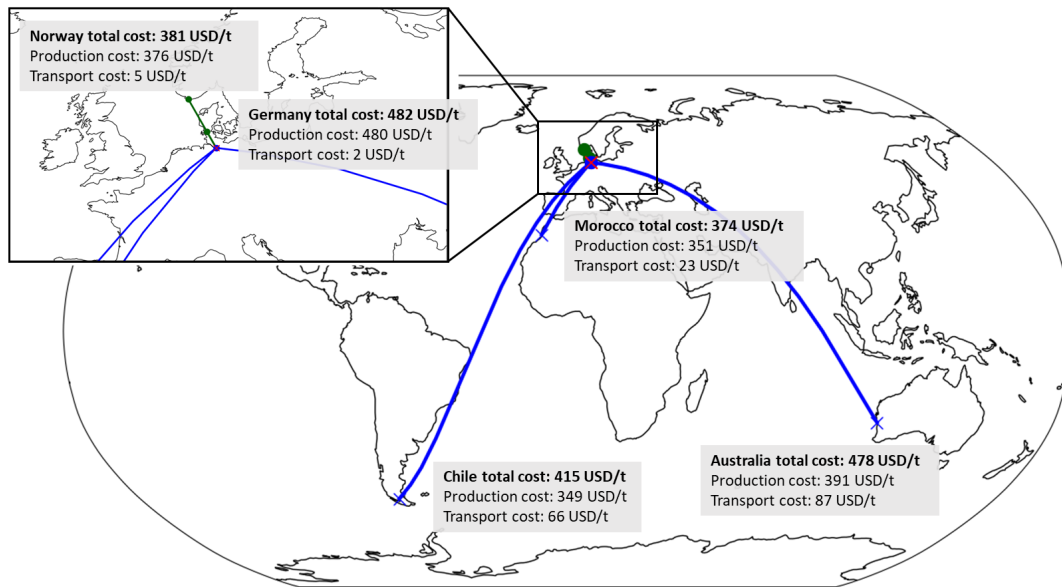 Norway total cost: 381 USD/t
Production cost: 376 USD/t
Transport cost: 5 USD/t
Germany total cost: 482 USD/t
Production cost: 480 USD/t
Transport cost: 2 USD/t
Morocco total cost: 374 USD/t
Production cost: 351 USD/t
Transport cost: 23 USD/t
Chile total cost: 415 USD/t
Production cost: 349 USD/t
Transport cost: 66 USD/t
Australia total cost: 478 USD/t
Production cost: 391 USD/t
Transport cost: 87 USD/t